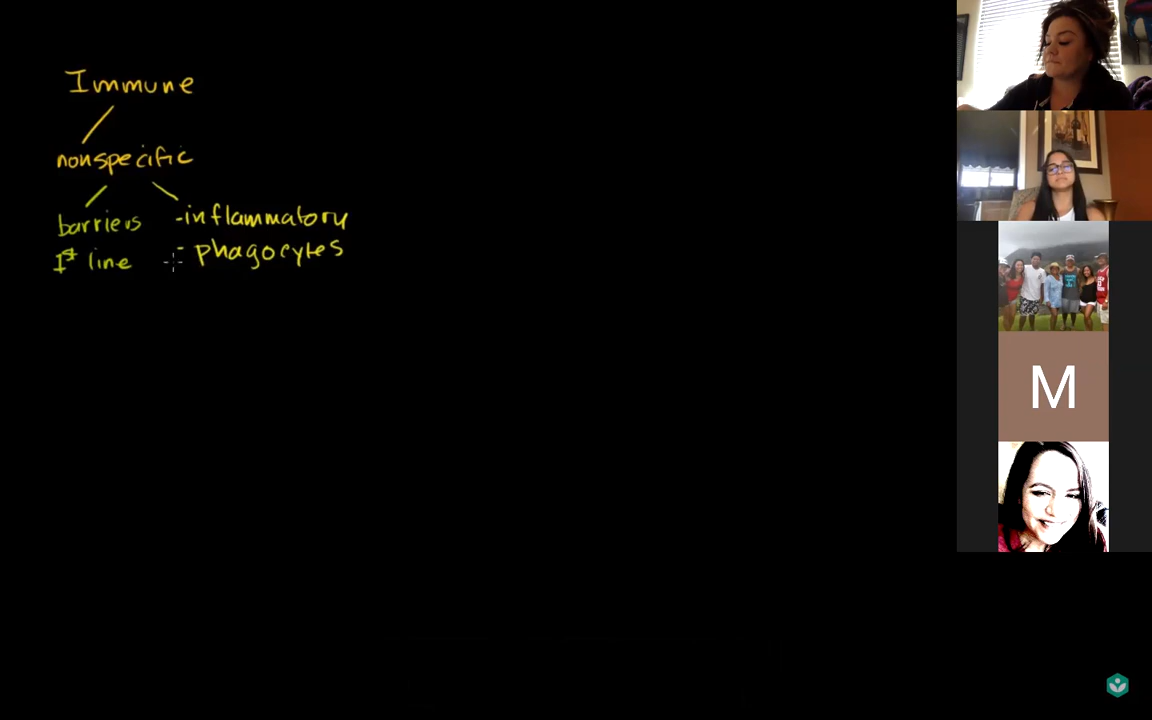 Immune
nonspecific
barriers
-inflammatory
1st line
- phagocytes
M